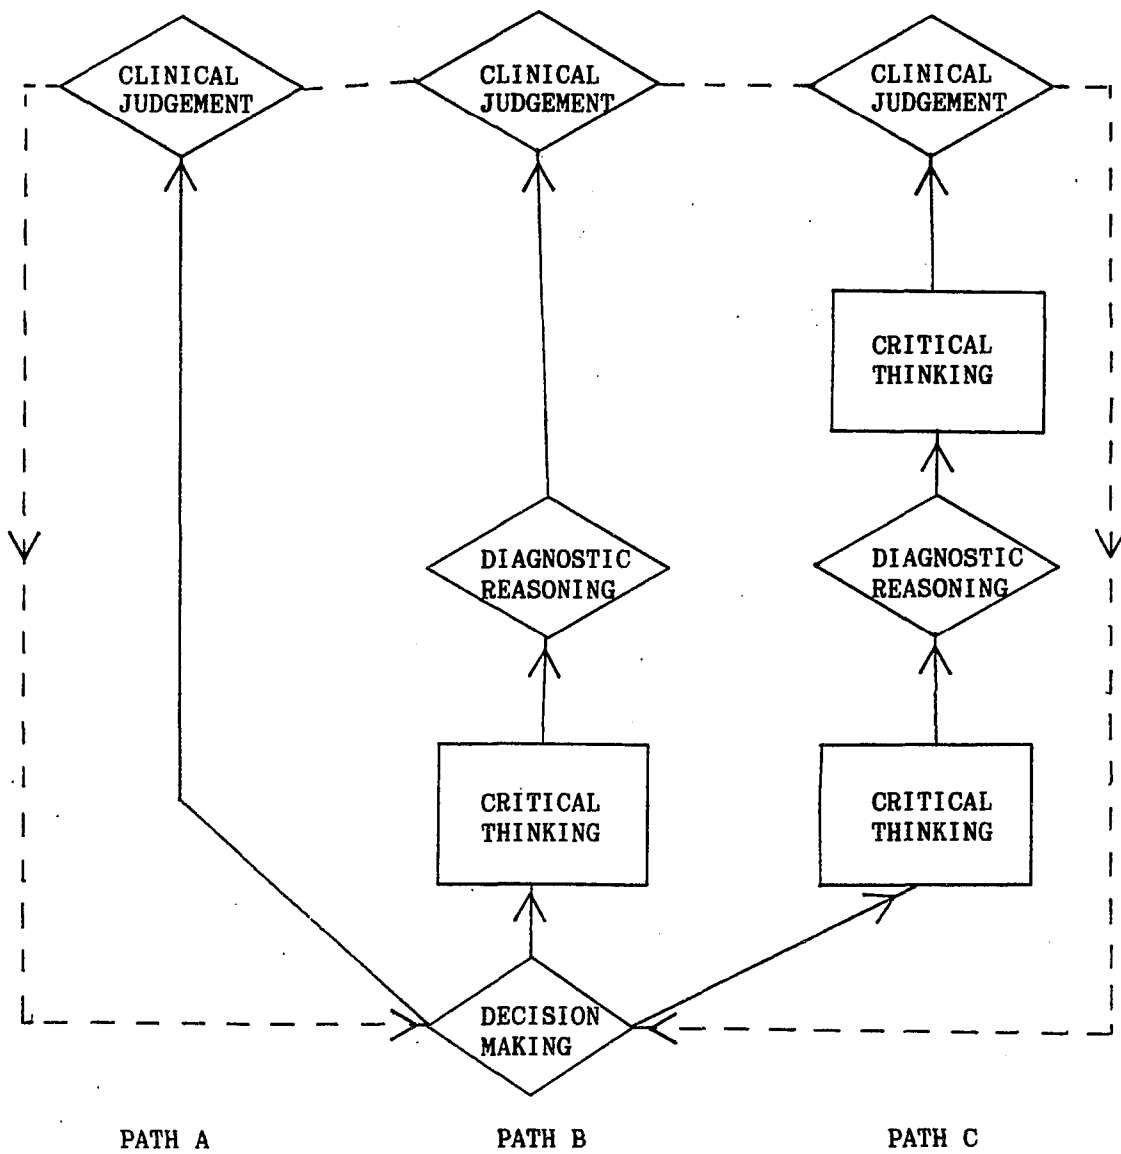 CLINICAL
JUDGEMENT
CLINICAL
JUDGEMENT
CLINICAL
JUDGEMENT
CRITICAL
THINKING
DIAGNOSTIC
REASONING
DIAGNOSTIC
REASONING
CRITICAL
THINKING
CRITICAL
THINKING
DECISION
MAKING
PATH A
PATH B
PATH C